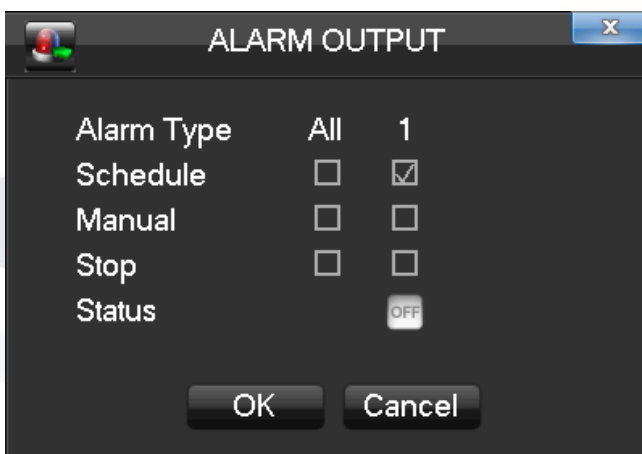 ALARM OUTPUT
x
Alarm Type All 1
Schedule
Manual
Stop
Status OFF
OK Cancel